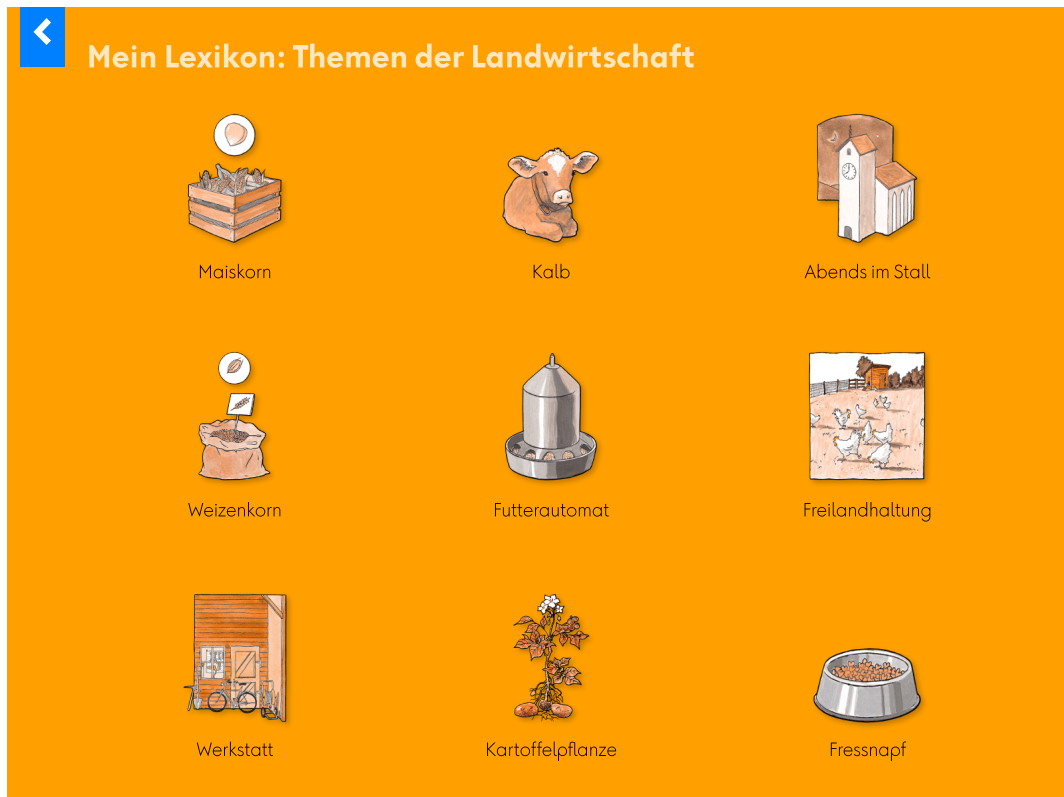 Mein Lexikon: Themen der Landwirtschaft
Maiskorn
Kalb
Abends im Stall
Weizenkorn
Futterautomat
Freilandhaltung
Werkstatt
Kartoffelpflanze
Fressnapf